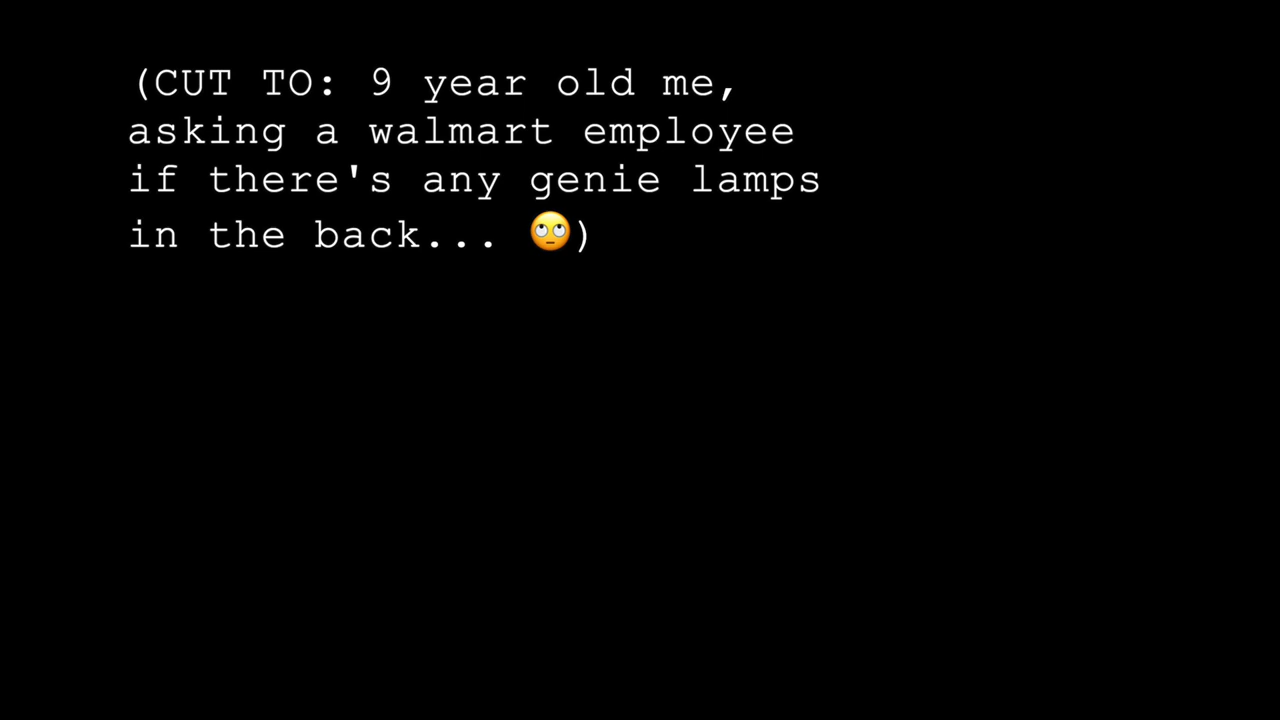 (CUT TO: 9 year old me,
asking a walmart employee
if there's any genie lamps
in the back... 🙄)